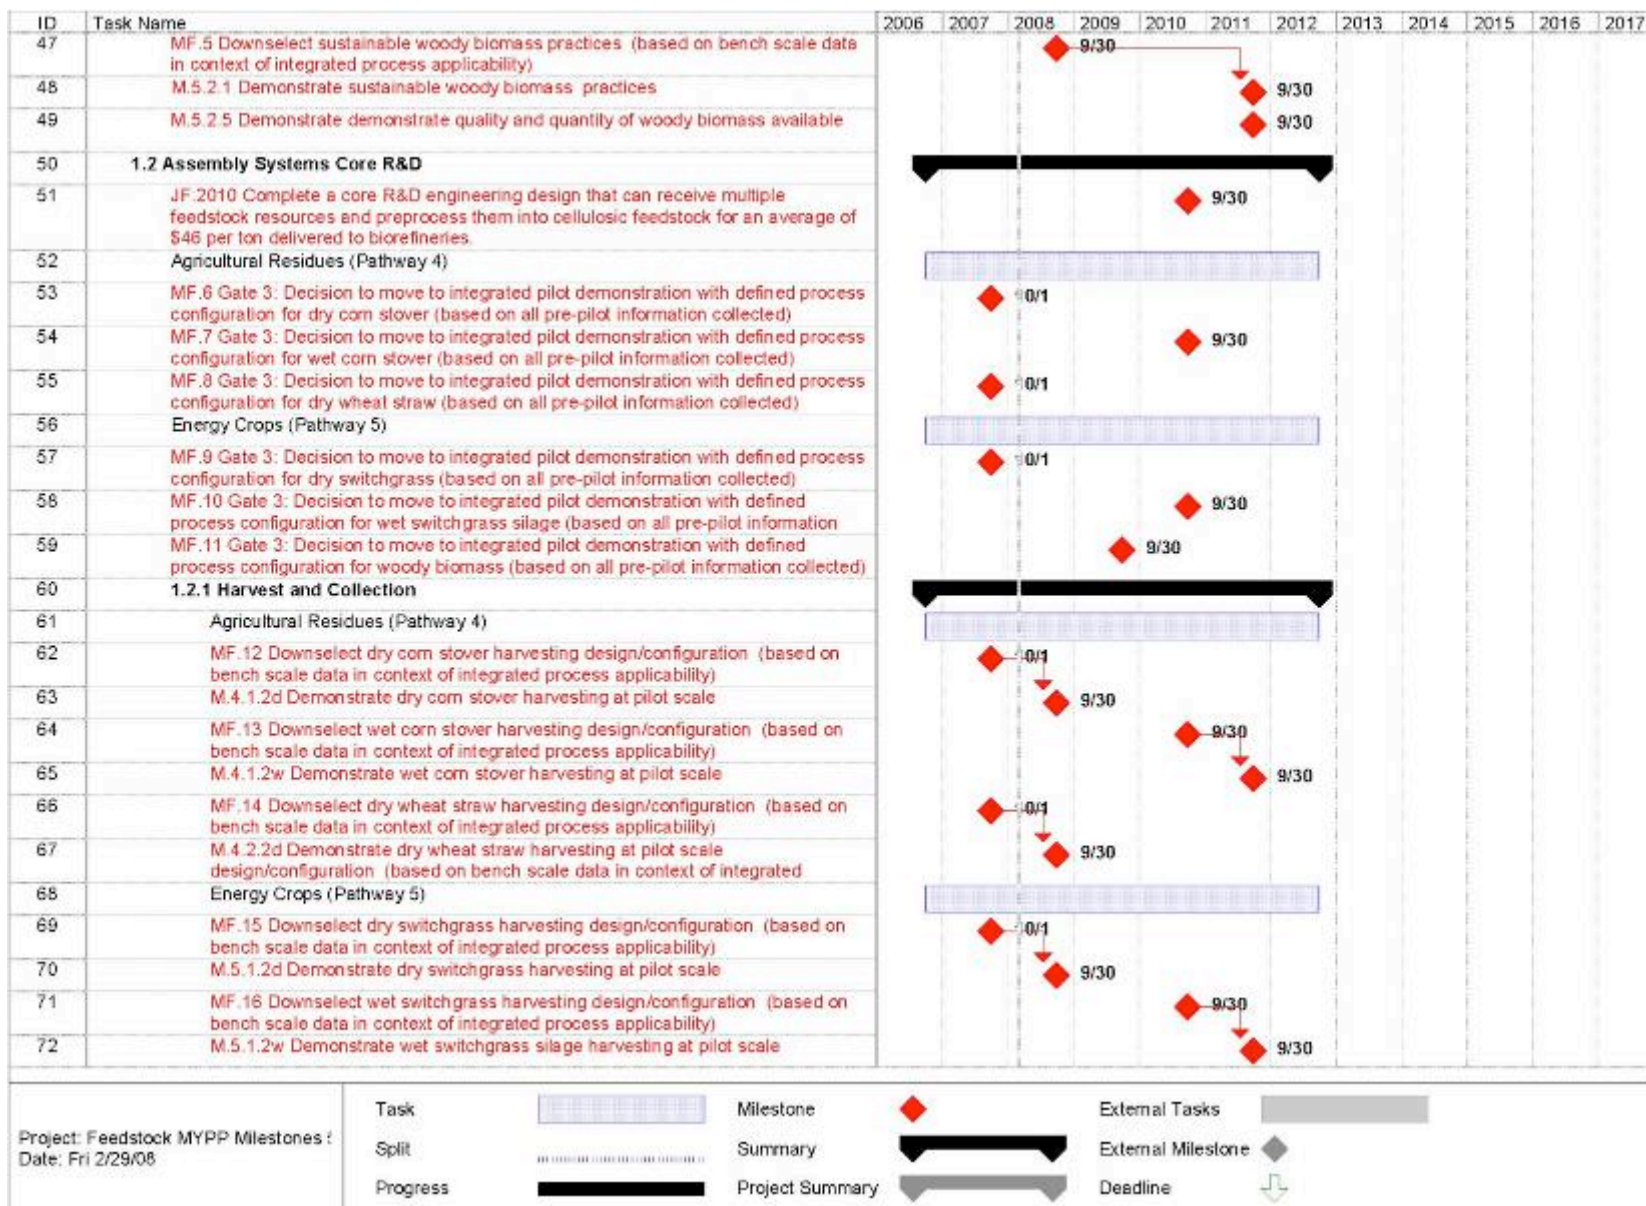 ID Task Name 2006 2007 2008 2009 2010 2011 2012 2013 2014 2015 2016 2017
47 MF.5 Downselect sustainable woody biomass practices (based on bench scale data 9/30
in context of integrated process applicability)
48 M.5.2.1 Demonstrate sustainable woody biomass practices 9/30
49 M.5.2.5 Demonstrate demonstrate quality and quantity of woody biomass available 9/30
50 1.2 Assembly Systems Core R&D
51 JF.2010 Complete a core R&D engineering design that can receive multiple 9/30
feedstock resources and preprocess them into cellulosic feedstock for an average of
$46 per ton delivered to biorefineries.
52 Agricultural Residues (Pathway 4)
53 MF.6 Gate 3: Decision to move to integrated pilot demonstration with defined process 10/1
configuration for dry corn stover (based on all pre-pilot information collected)
54 MF.7 Gate 3: Decision to move to integrated pilot demonstration with defined process 9/30
configuration for wet corn stover (based on all pre-pilot information collected)
55 MF.8 Gate 3: Decision to move to integrated pilot demonstration with defined process 10/1
configuration for dry wheat straw (based on all pre-pilot information collected)
56 Energy Crops (Pathway 5)
57 MF.9 Gate 3: Decision to move to integrated pilot demonstration with defined process 10/1
configuration for dry switchgrass (based on all pre-pilot information collected)
58 MF.10 Gate 3: Decision to move to integrated pilot demonstration with defined 9/30
process configuration for wet switchgrass silage (based on all pre-pilot information
59 MF.11 Gate 3: Decision to move to integrated pilot demonstration with defined 9/30
process configuration for woody biomass (based on all pre-pilot information collected)
60 1.2.1 Harvest and Collection
61 Agricultural Residues (Pathway 4)
62 MF.12 Downselect dry corn stover harvesting design/configuration (based on 10/1
bench scale data in context of integrated process applicability)
63 M.4.1.2d Demonstrate dry corn stover harvesting at pilot scale 9/30
64 MF.13 Downselect wet corn stover harvesting design/configuration (based on 9/30
bench scale data in context of integrated process applicability)
65 M.4.1.2w Demonstrate wet corn stover harvesting at pilot scale 9/30
66 MF.14 Downselect dry wheat straw harvesting design/configuration (based on 10/1
bench scale data in context of integrated process applicability)
67 M.4.2.2d Demonstrate dry wheat straw harvesting at pilot scale 9/30
design/configuration (based on bench scale data in context of integrated
68 Energy Crops (Pathway 5)
69 MF.15 Downselect dry switchgrass harvesting design/configuration (based on 10/1
bench scale data in context of integrated process applicability)
70 M.5.1.2d Demonstrate dry switchgrass harvesting at pilot scale 9/30
71 MF.16 Downselect wet switchgrass harvesting design/configuration (based on 9/30
bench scale data in context of integrated process applicability)
72 M.5.1.2w Demonstrate wet switchgrass silage harvesting at pilot scale 9/30
Project: Feedstock MYPP Milestones
Date: Fri 2/29/08
Task Milestone External Tasks
Split Summary External Milestone
Progress Project Summary Deadline